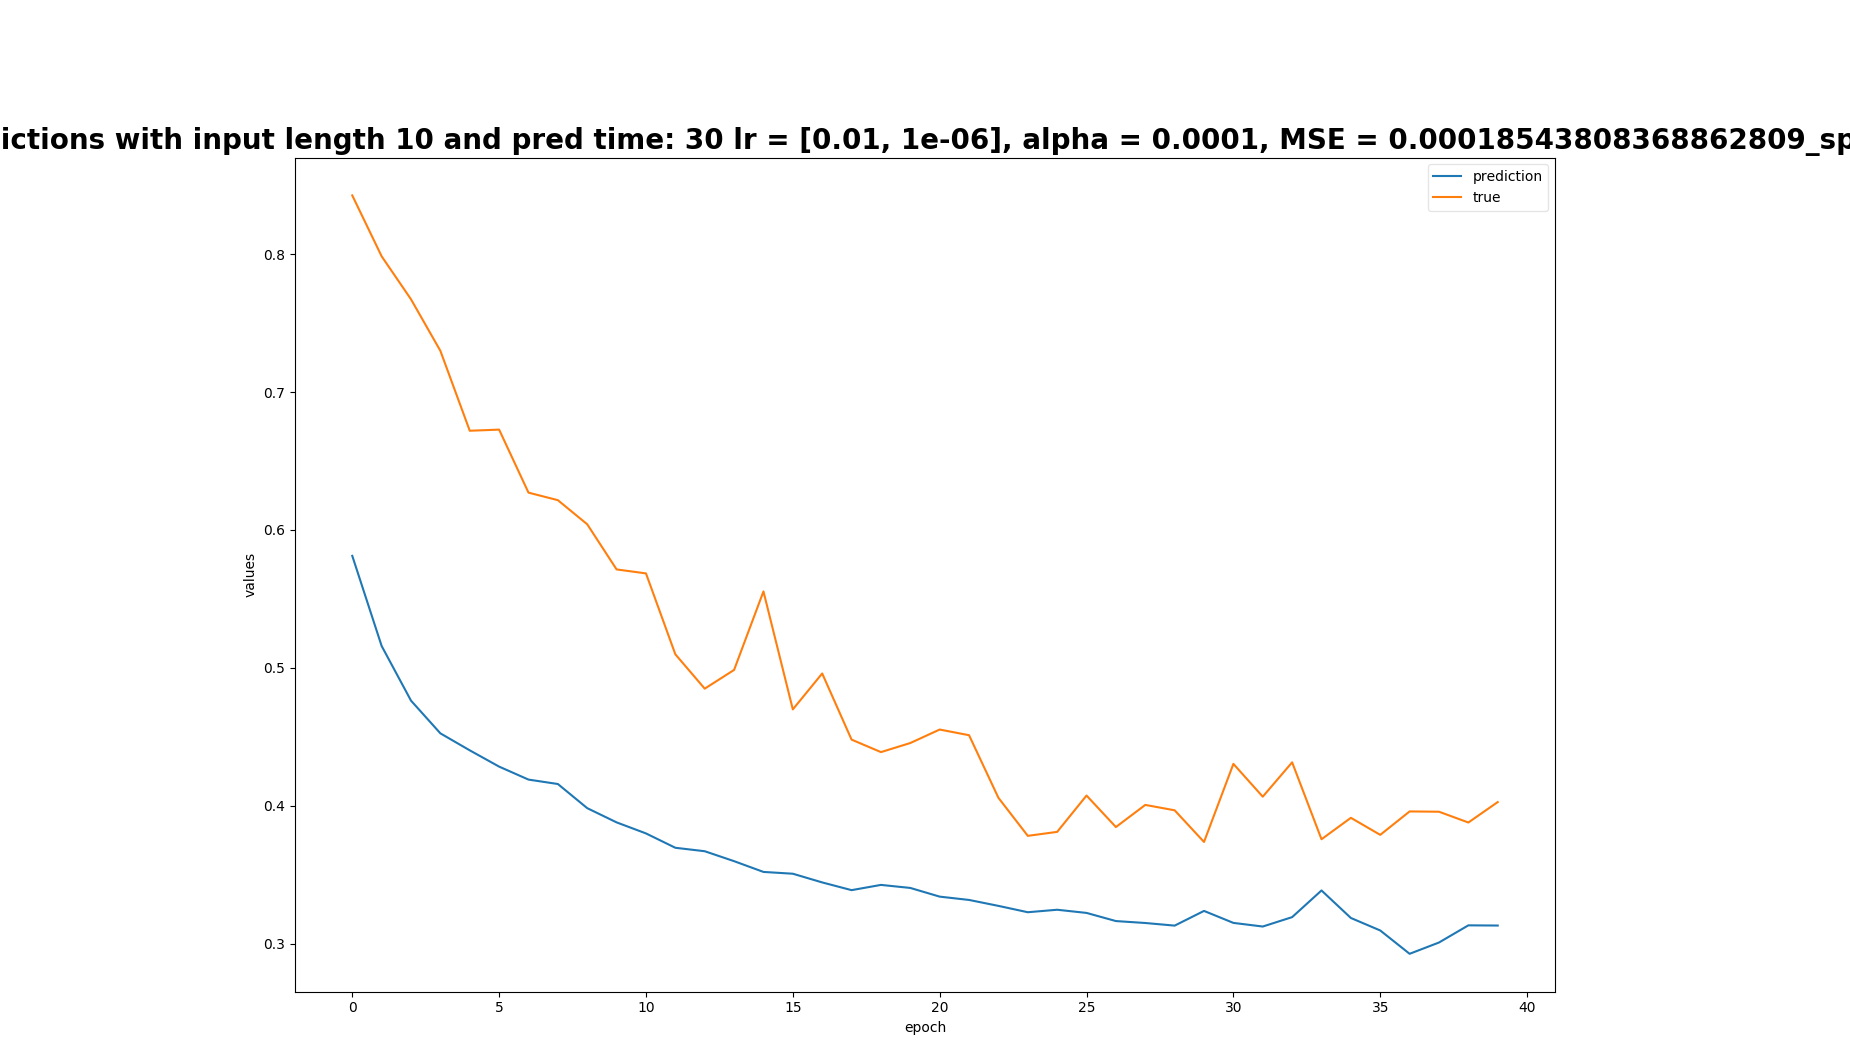 ictions with input length 10 and pred time: 30 lr = [0.01, 1e-06], alpha = 0.0001, MSE = 0.00018543808368862809_sp
prediction
true
0.8
0.7
0.6
0.5
0.4
0.3
values
0 5 10 15 20 25 30 35 40
epoch